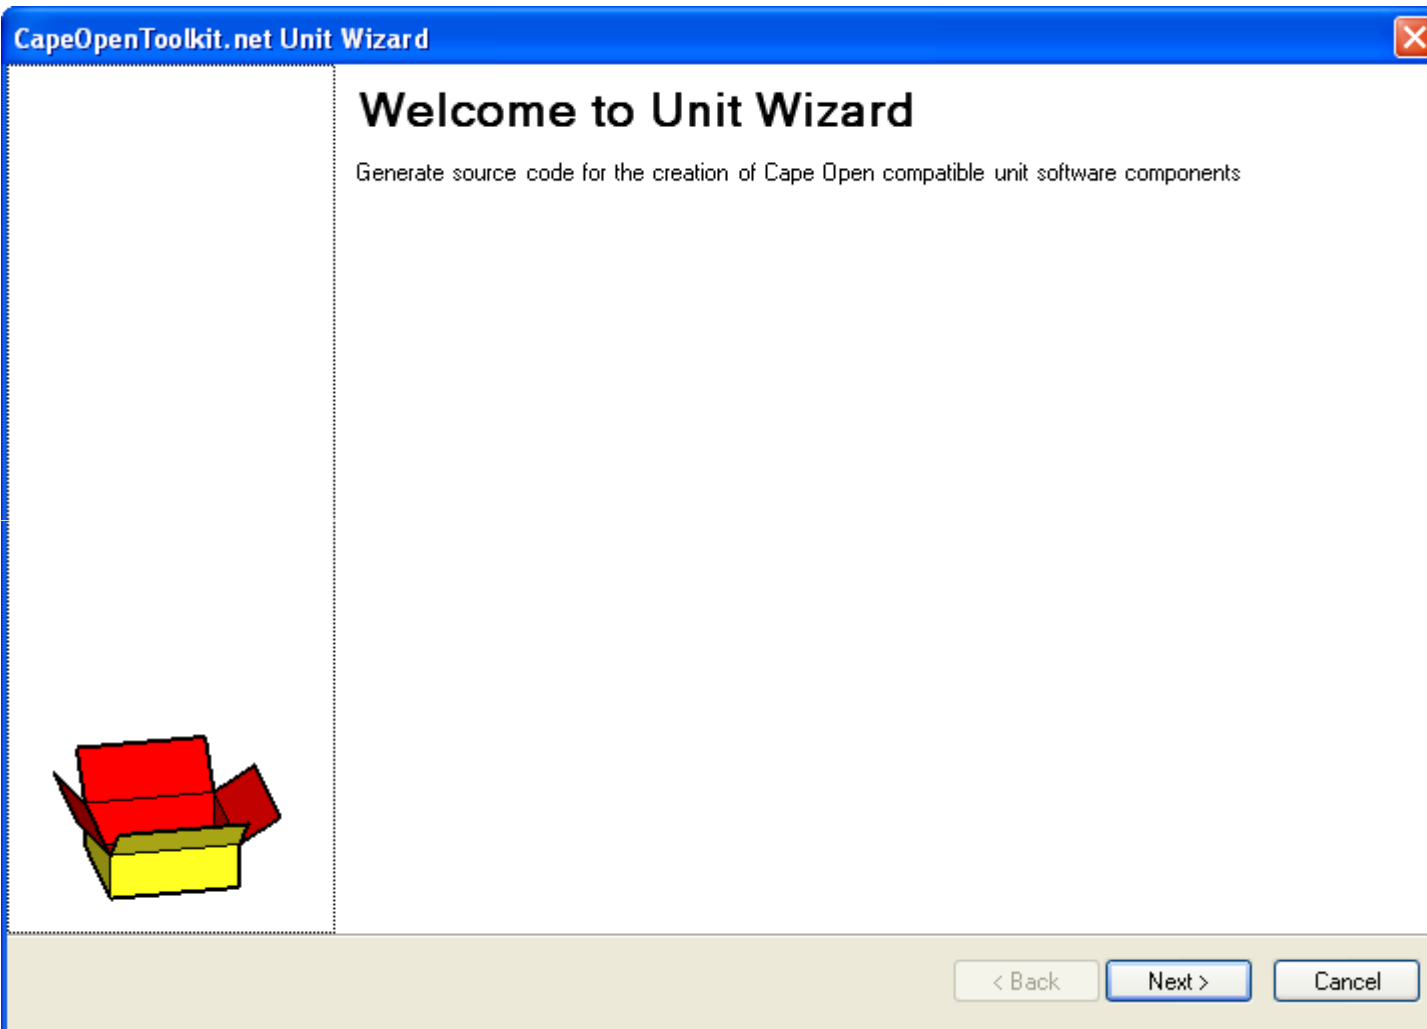 CapeOpenToolkit.net Unit Wizard
Welcome to Unit Wizard
Generate source code for the creation of Cape Open compatible unit software components
< Back
Next >
Cancel